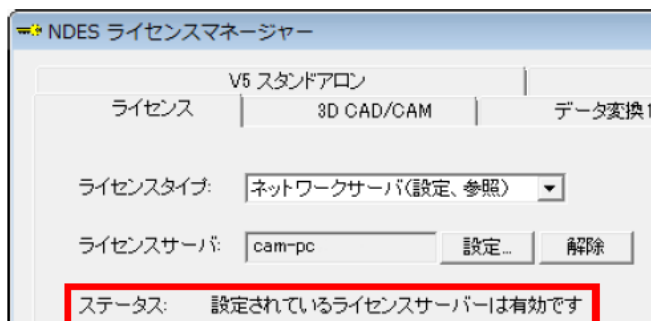 NDES ライセンスマネージャー
V5 スタンドアロン
ライセンス 3D CAD/CAM データ変換1
ライセンスタイプ: ネットワークサーバ(設定、参照)
ライセンスサーバ: cam-pc 設定... 解除
ステータス: 設定されているライセンスサーバーは有効です